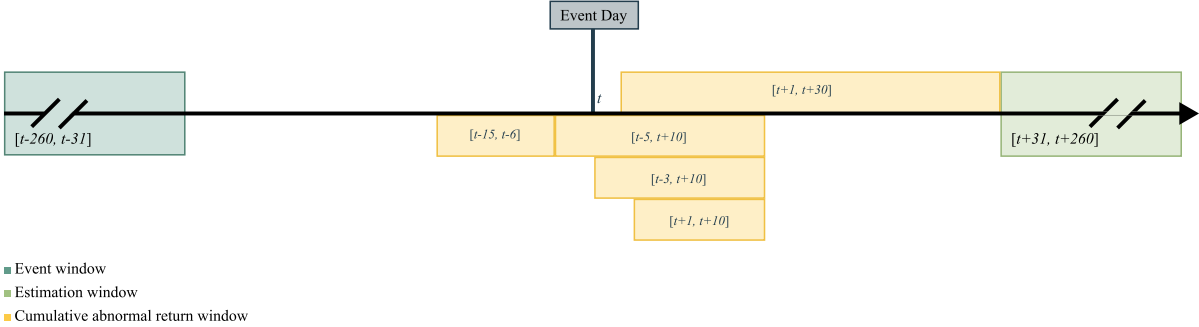 Event Day
t
[t+1, t+30]
[t-260, t-31]
[t-15, t-6]
[t-5, t+10]
[t+31, t+260]
[t-3, t+10]
[t+1, t+10]
Event window
Estimation window
Cumulative abnormal return window